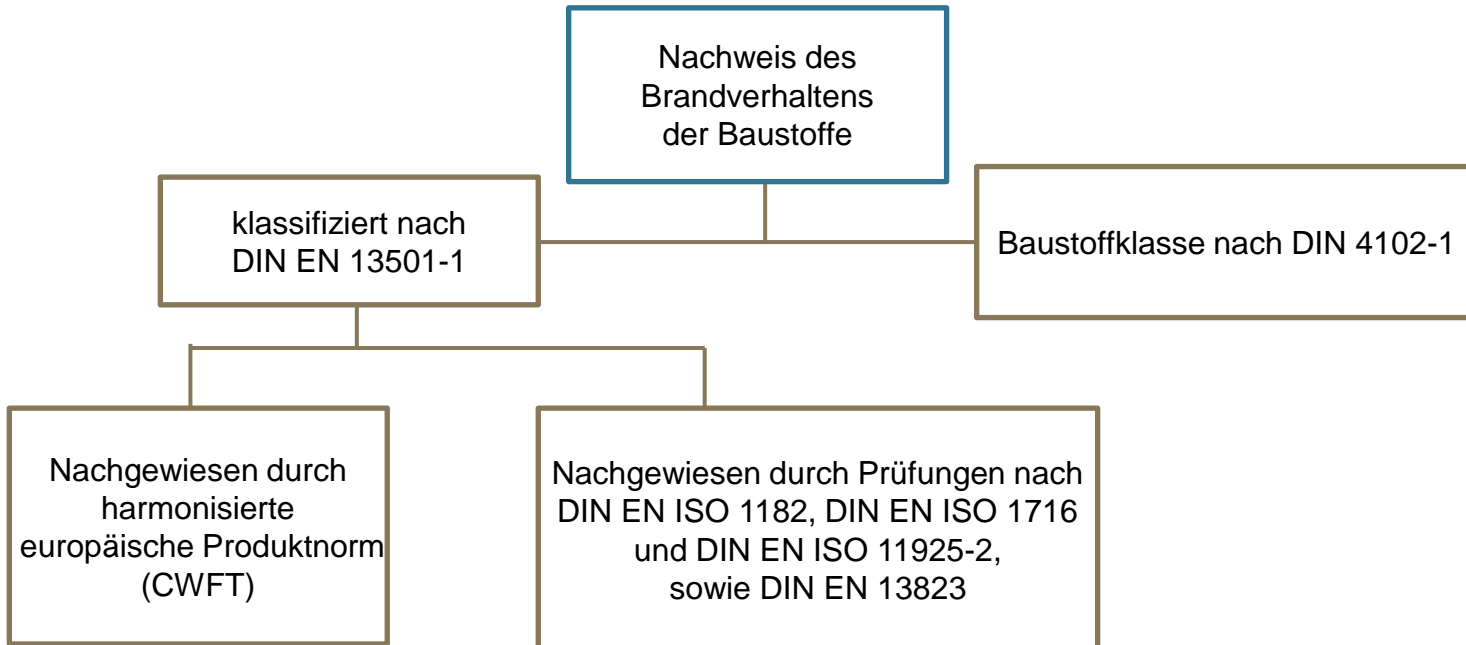 Nachweis des
Brandverhaltens
der Baustoffe
klassifiziert nach
DIN EN 13501-1
Baustoffklasse nach DIN 4102-1
Nachgewiesen durch
harmonisierte
europäische Produktnorm
(CWFT)
Nachgewiesen durch Prüfungen nach
DIN EN ISO 1182, DIN EN ISO 1716
und DIN EN ISO 11925-2,
sowie DIN EN 13823